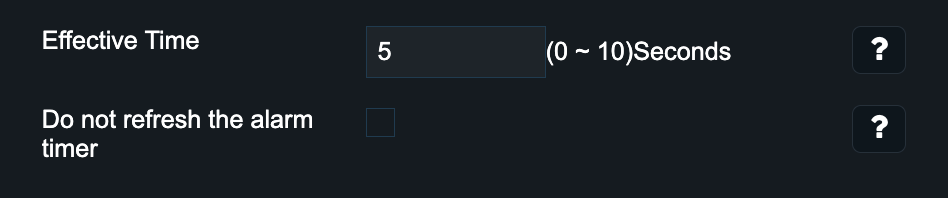 Effective Time
5 (0 ~ 10)Seconds
?
Do not refresh the alarm
timer
?